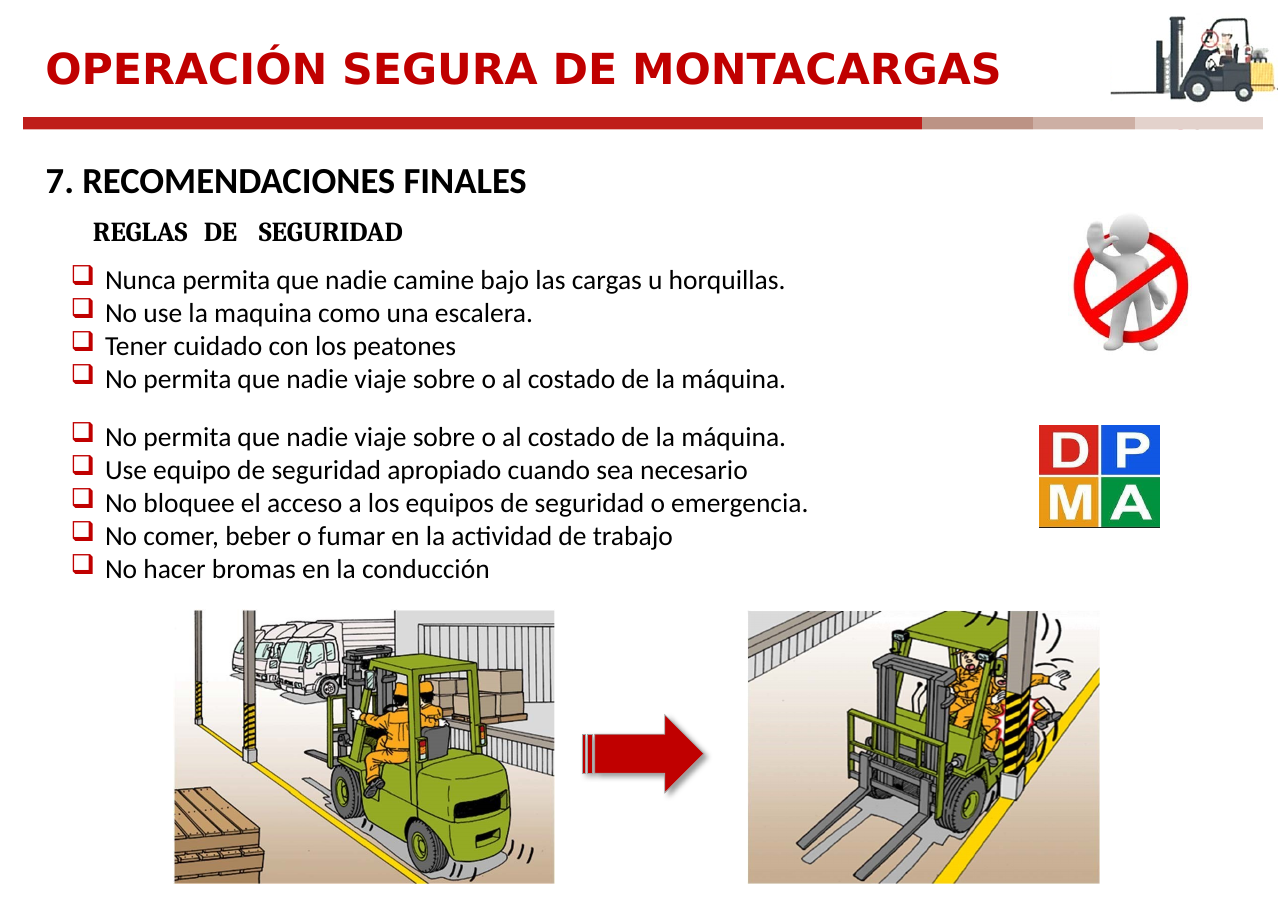 OPERACIÓN SEGURA DE MONTACARGAS
7. RECOMENDACIONES FINALES
REGLAS DE SEGURIDAD
Nunca permita que nadie camine bajo las cargas u horquillas.
No use la maquina como una escalera.
Tener cuidado con los peatones
No permita que nadie viaje sobre o al costado de la máquina.
No permita que nadie viaje sobre o al costado de la máquina.
Use equipo de seguridad apropiado cuando sea necesario
No bloquee el acceso a los equipos de seguridad o emergencia.
No comer, beber o fumar en la actividad de trabajo
No hacer bromas en la conducción
D P
M A